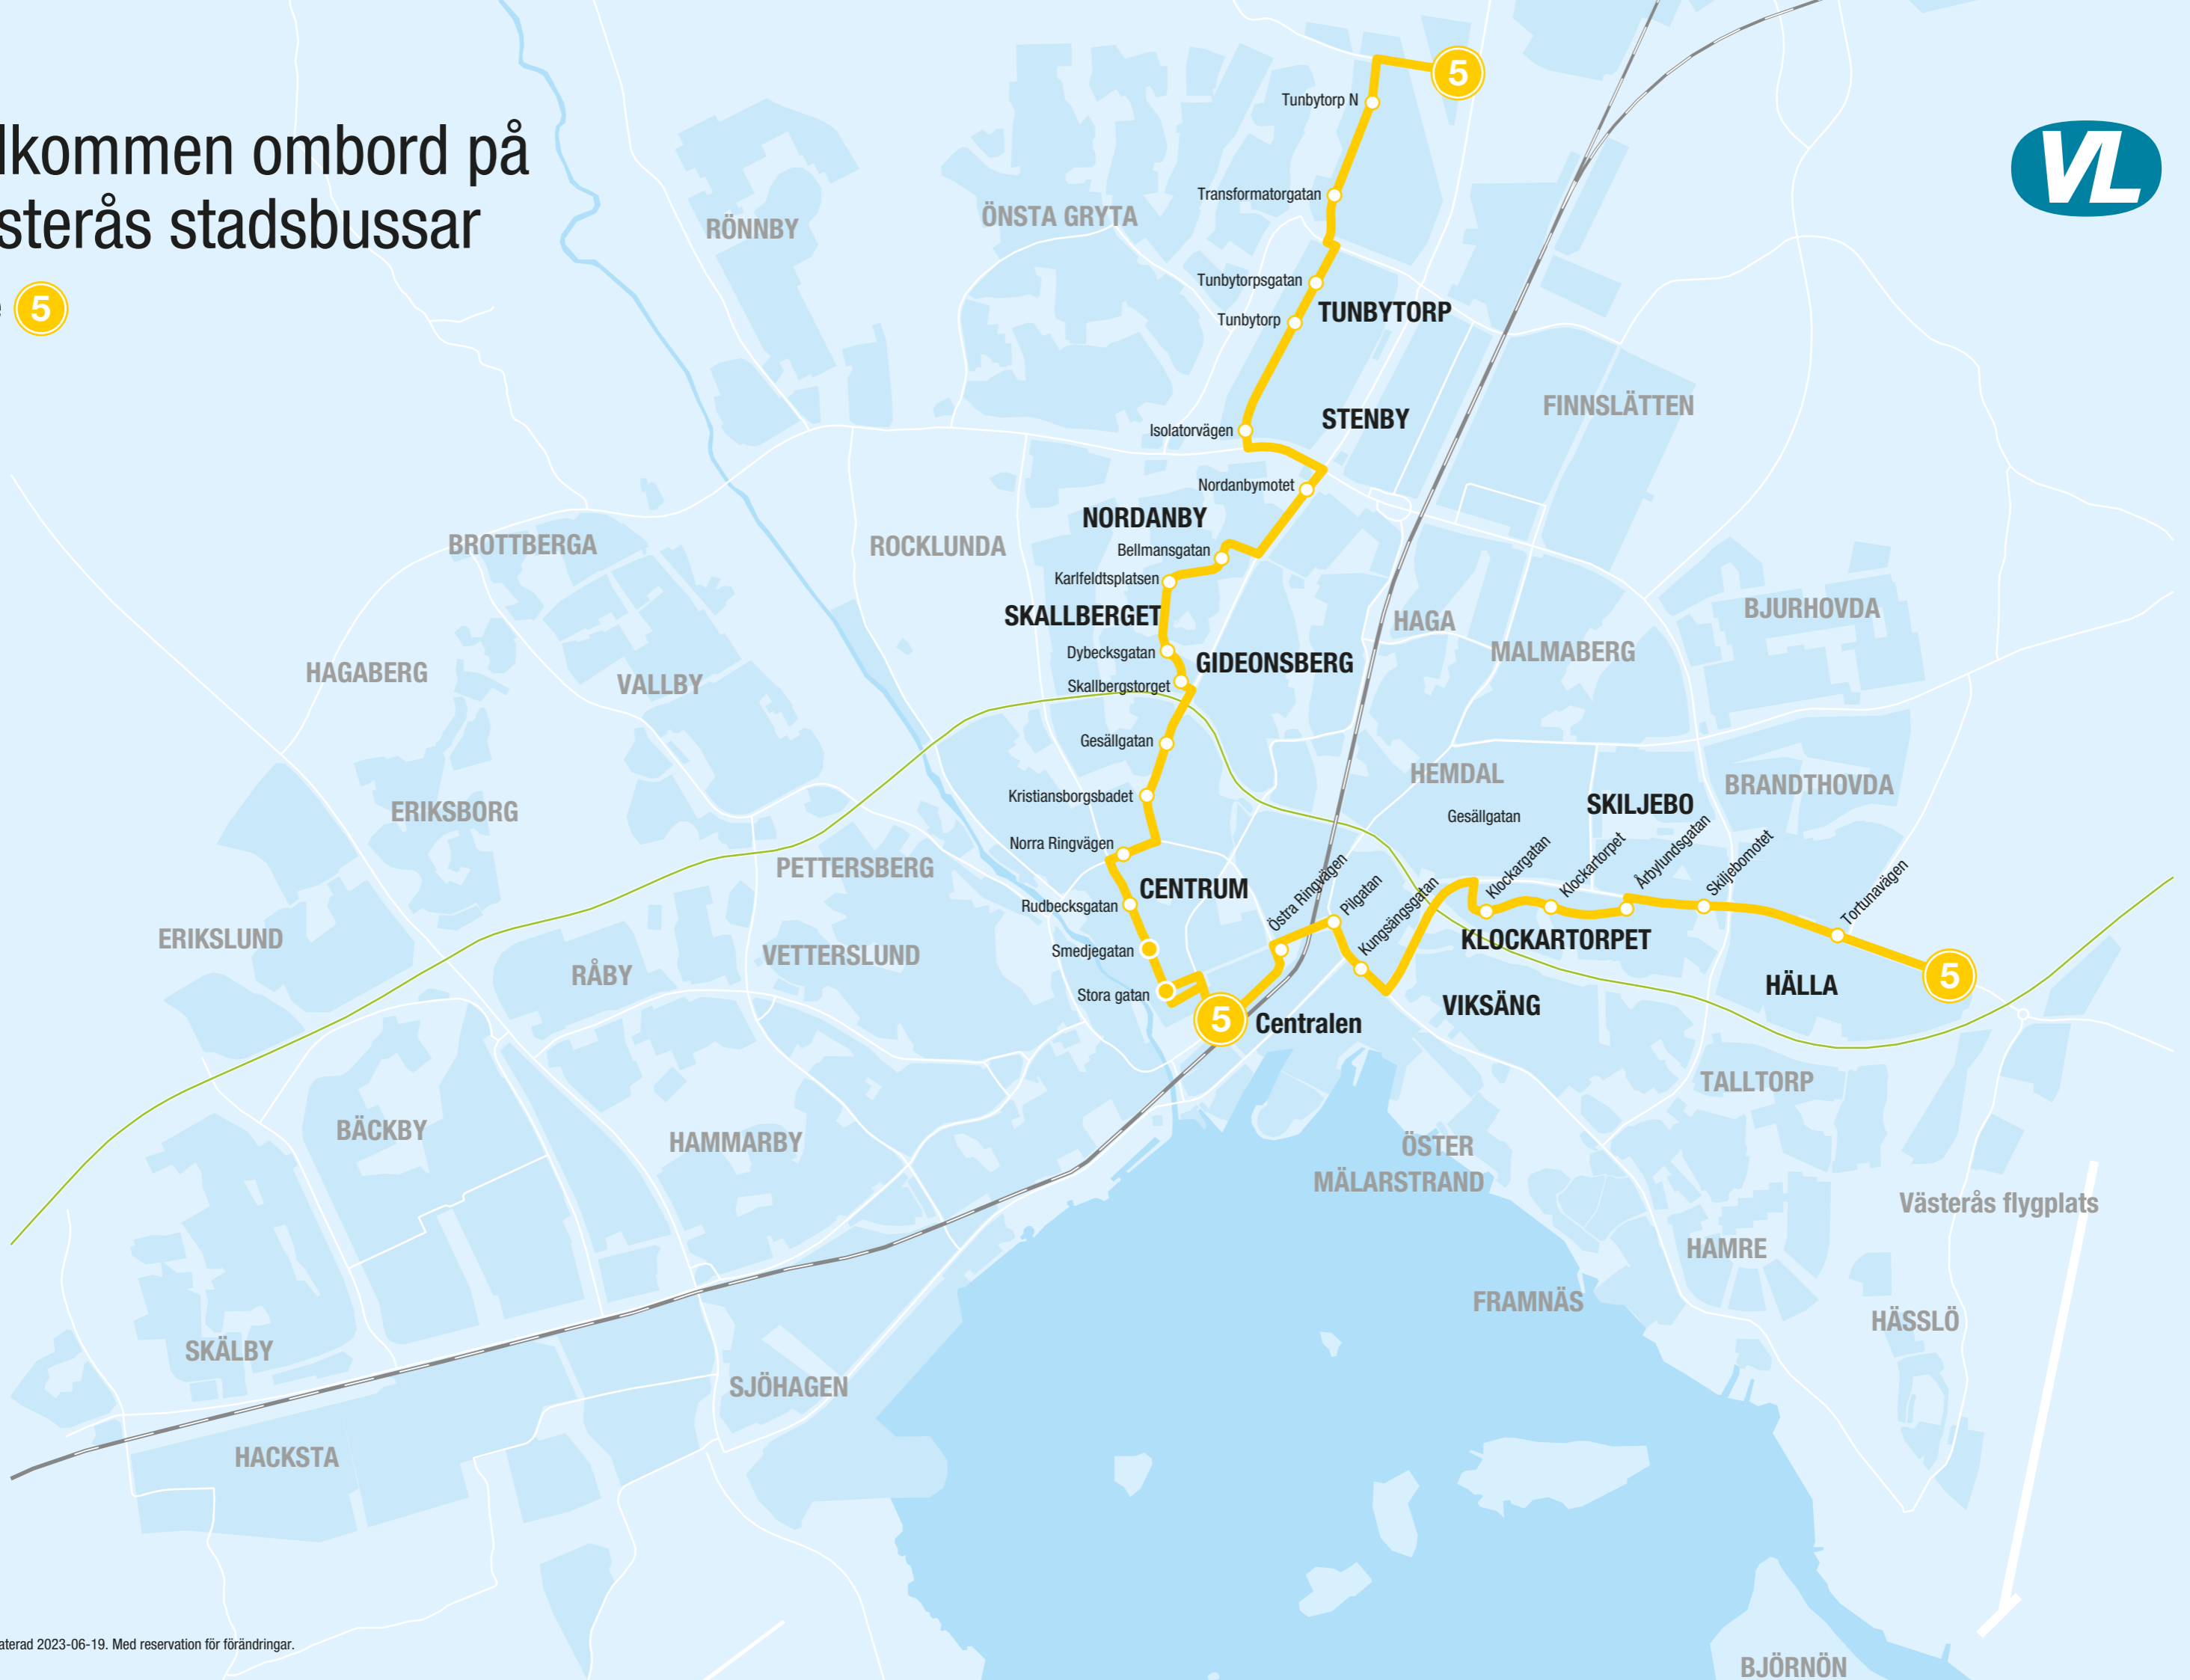 lkommen ombord på
sterås stadsbussar
5
VL
5
Tunbytorp N
Transformatorgatan
Tunbytorpsgatan
TUNBYTORP
Tunbytorp
RÖNNBY
ÖNSTA GRYTA
STENBY
FINNSLÄTTEN
Isolatorvägen
Nordanbymotet
NORDANBY
BROTTBERGA
ROCKLUNDA
Bellmansgatan
Karlfeldtsplatsen
SKALLBERGET
HAGA
BJURHOVDA
MALMABERG
Dybecksgatan
GIDEONSBERG
HAGABERG
VALLBY
Skallbergstorget
Gesällgatan
HEMDAL
BRANDTHOVDA
Kristiansborgsbadet
SKILJEBO
Gesällgatan
ERIKSBORG
Norra Ringvägen
PETTERSBERG
CENTRUM
Rudbecksgatan
Östra Ringvägen
Pilgatan
Kungsängsgatan
Klockargatan
Klockartorpet
Årbylundsgatan
Skiljebomotet
Tortunavägen
ERIKSLUND
KLOCKARTORPET
Smedjegatan
VETTERSLUND
RÅBY
5
HÄLLA
Stora gatan
VIKSÄNG
5
Centralen
TALLTORP
BÄCKBY
HAMMARBY
ÖSTER
MÄLARSTRAND
Västerås flygplats
HAMRE
FRAMNÄS
HÄSSLÖ
SKÄLBY
SJÖHAGEN
HACKSTA
aterad 2023-06-19. Med reservation för förändringar.
BJÖRNÖN